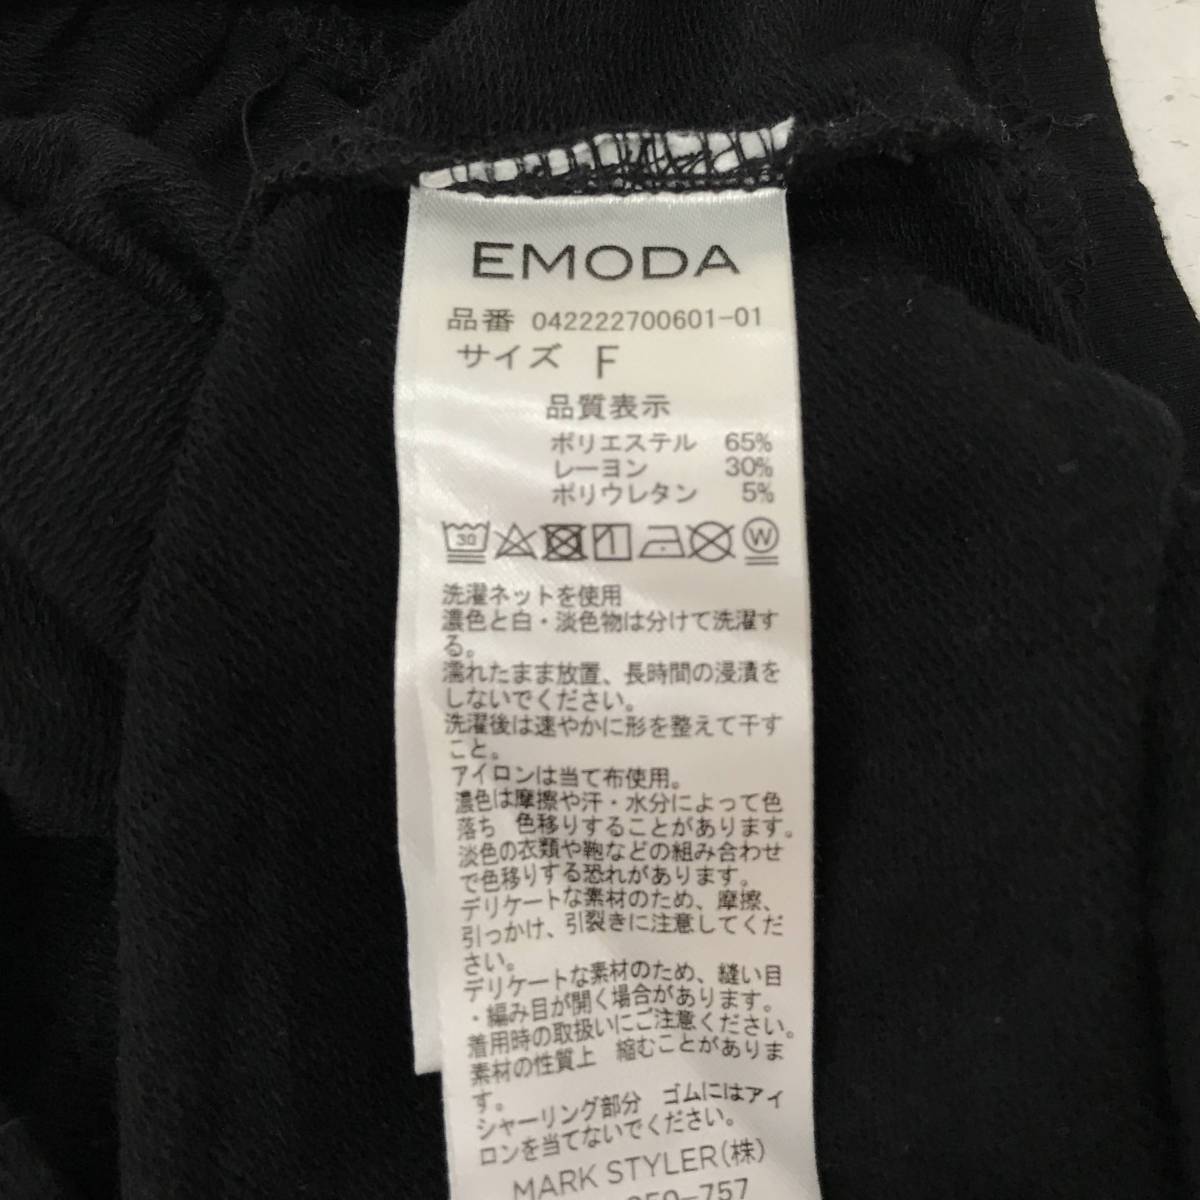 EMODA
品番 042222700601-01
サイズ F
品質表示
ポリエステル 65%
レーヨン 30%
ポリウレタン 5%
30 W
洗濯ネットを使用
濃色と白・淡色物は分けて洗濯す
る。
濡れたまま放置、長時間の浸漬を
しないでください。
洗濯後は速やかに形を整えて干す
こと。
アイロンは当て布使用。
濃色は摩擦や汗・水分によって色
落ち 色移りすることがあります。
淡色の衣類や鞄などの組み合わせ
で色移りする恐れがあります。
デリケートな素材のため、摩擦、
引っかけ、引裂きに注意してくだ
さい。
デリケートな素材のため、縫い目
・編み目が開く場合があります。
着用時の取扱いにご注意ください。
素材の性質上 縮むことがありま
す。
シャーリング部分 ゴムにはアイ
ロンを当てないでください。
MARK STYLER(株)
-757